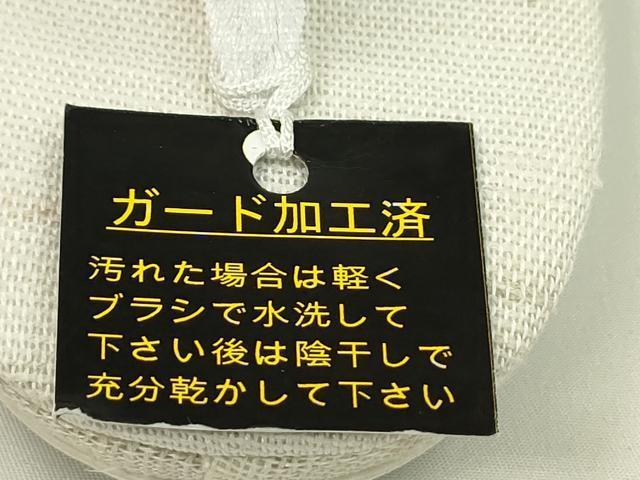 ガード加工済
汚れた場合は軽く
ブラシで水洗して
下さい後は陰干しで
充分乾かして下さい